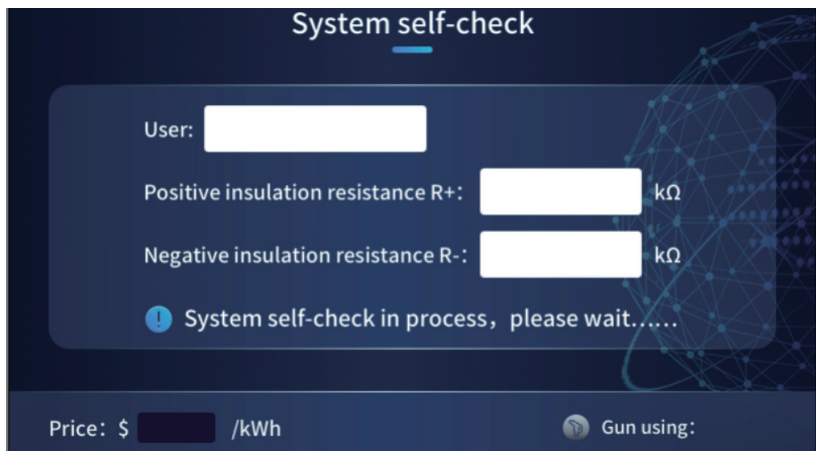 System self-check
User:
Positive insulation resistance R+： kΩ
Negative insulation resistance R-： kΩ
! System self-check in process，please wait......
Price：$ /kWh
Gun using：